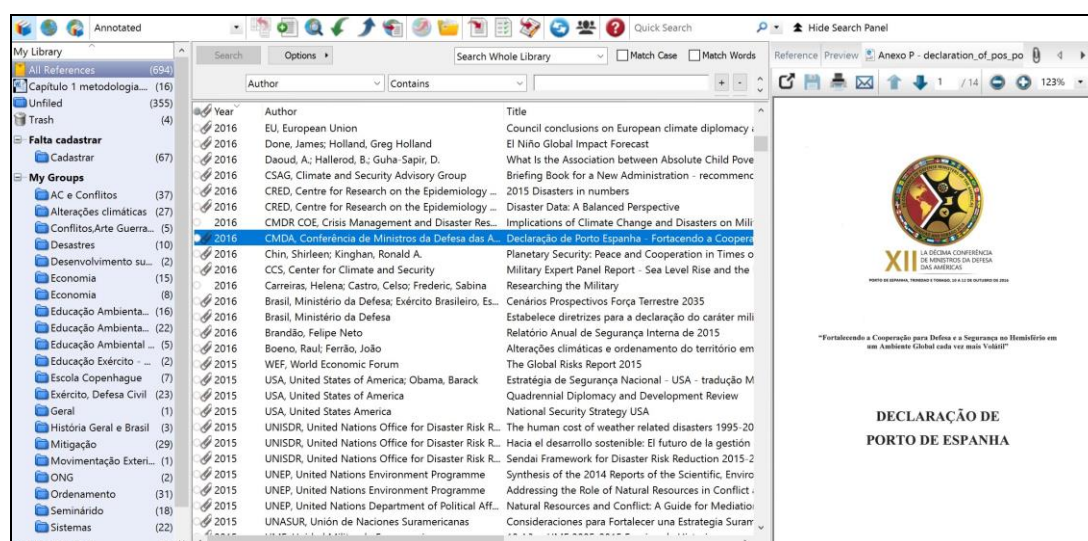 Annotated
Quick Search
Hide Search Panel
My Library
All References (694)
Capítulo 1 metodologia.... (16)
Unfiled (355)
Trash (4)
Falta cadastrar
Cadastrar (67)
My Groups
AC e Conflitos (37)
Alterações climáticas (27)
Conflitos,Arte Guerra... (5)
Desastres (10)
Desenvolvimento su... (2)
Economia (15)
Economia (8)
Educação Ambienta... (16)
Educação Ambienta... (22)
Educação Ambiental ... (5)
Educação Exército - ... (2)
Escola Copenhague (7)
Exército, Defesa Civil (23)
Geral (1)
História Geral e Brasil (3)
Mitigação (29)
Movimentação Exteri... (1)
ONG (2)
Ordenamento (31)
Seminárido (18)
Sistemas (22)
Search Options Search Whole Library Match Case Match Words
Author Contains + -
Year Author Title
2016 EU, European Union Council conclusions on European climate diplomacy
2016 Done, James; Holland, Greg Holland El Niño Global Impact Forecast
2016 Daoud, A.; Hallerod, B.; Guha-Sapir, D. What Is the Association between Absolute Child Pove
2016 CSAG, Climate and Security Advisory Group Briefing Book for a New Administration - recommenc
2016 CRED, Centre for Research on the Epidemiology ... 2015 Disasters in numbers
2016 CRED, Centre for Research on the Epidemiology ... Disaster Data: A Balanced Perspective
2016 CMDR COE, Crisis Management and Disaster Res... Implications of Climate Change and Disasters on Mili
2016 CMDA, Conferência de Ministros da Defesa das A... Declaração de Porto Espanha - Fortacendo a Coopera
2016 Chin, Shirleen; Kinghan, Ronald A. Planetary Security: Peace and Cooperation in Times o
2016 CCS, Center for Climate and Security Military Expert Panel Report - Sea Level Rise and the
2016 Carreiras, Helena; Castro, Celso; Frederic, Sabina Researching the Military
2016 Brasil, Ministério da Defesa; Exército Brasileiro, Es... Cenários Prospectivos Força Terrestre 2035
2016 Brasil, Ministério da Defesa Estabelece diretrizes para a declaração do caráter mili
2016 Brandão, Felipe Neto Relatório Anual de Segurança Interna de 2015
2016 Boeno, Raul; Ferrão, João Alterações climáticas e ordenamento do território em
2015 WEF, World Economic Forum The Global Risks Report 2015
2015 USA, United States of America; Obama, Barack Estratégia de Segurança Nacional - USA - tradução M
2015 USA, United States of America Quadrennial Diplomacy and Development Review
2015 USA, United States America National Security Strategy USA
2015 UNISDR, United Nations Office for Disaster Risk R... The human cost of weather related disasters 1995-20
2015 UNISDR, United Nations Office for Disaster Risk R... Hacia el desarrollo sostenible: El futuro de la gestión
2015 UNISDR, United Nations Office for Disaster Risk R... Sendai Framework for Disaster Risk Reduction 2015-2
2015 UNEP, United Nations Environment Programme Synthesis of the 2014 Reports of the Scientific, Enviro
2015 UNEP, United Nations Environment Programme Addressing the Role of Natural Resources in Conflict
2015 UNEP, United Nations Department of Political Aff... Natural Resources and Conflict: A Guide for Mediatio
2015 UNASUR, Unión de Naciones Suramericanas Consideraciones para Fortalecer una Estrategia Suram
Reference Preview Anexo P - declaration_of_pos_po
1 / 14 123%
XII LA DÉCIMA CONFERÊNCIA
DE MINISTROS DA DEFESA
DAS AMÉRICAS
PORTO DE ESPANHA, TRINIDAD E TOBAGO, 10 A 12 DE OUTUBRO DE 2016
“Fortalecendo a Cooperação para Defesa e a Segurança no Hemisfério em
um Ambiente Global cada vez mais Volátil”
DECLARAÇÃO DE
PORTO DE ESPANHA